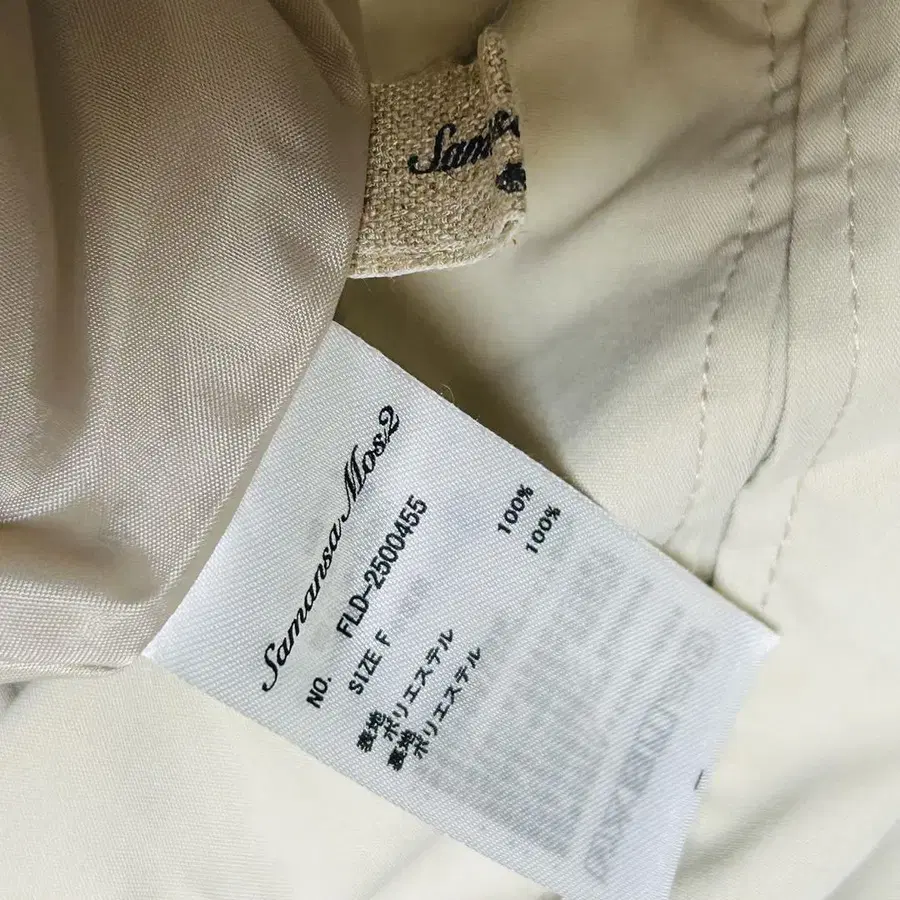 Sam
Samansa Mos2
NO. FLD-2500455
SIZE F
表地 ポリエステル 100%
裏地 ポリエステル 100%